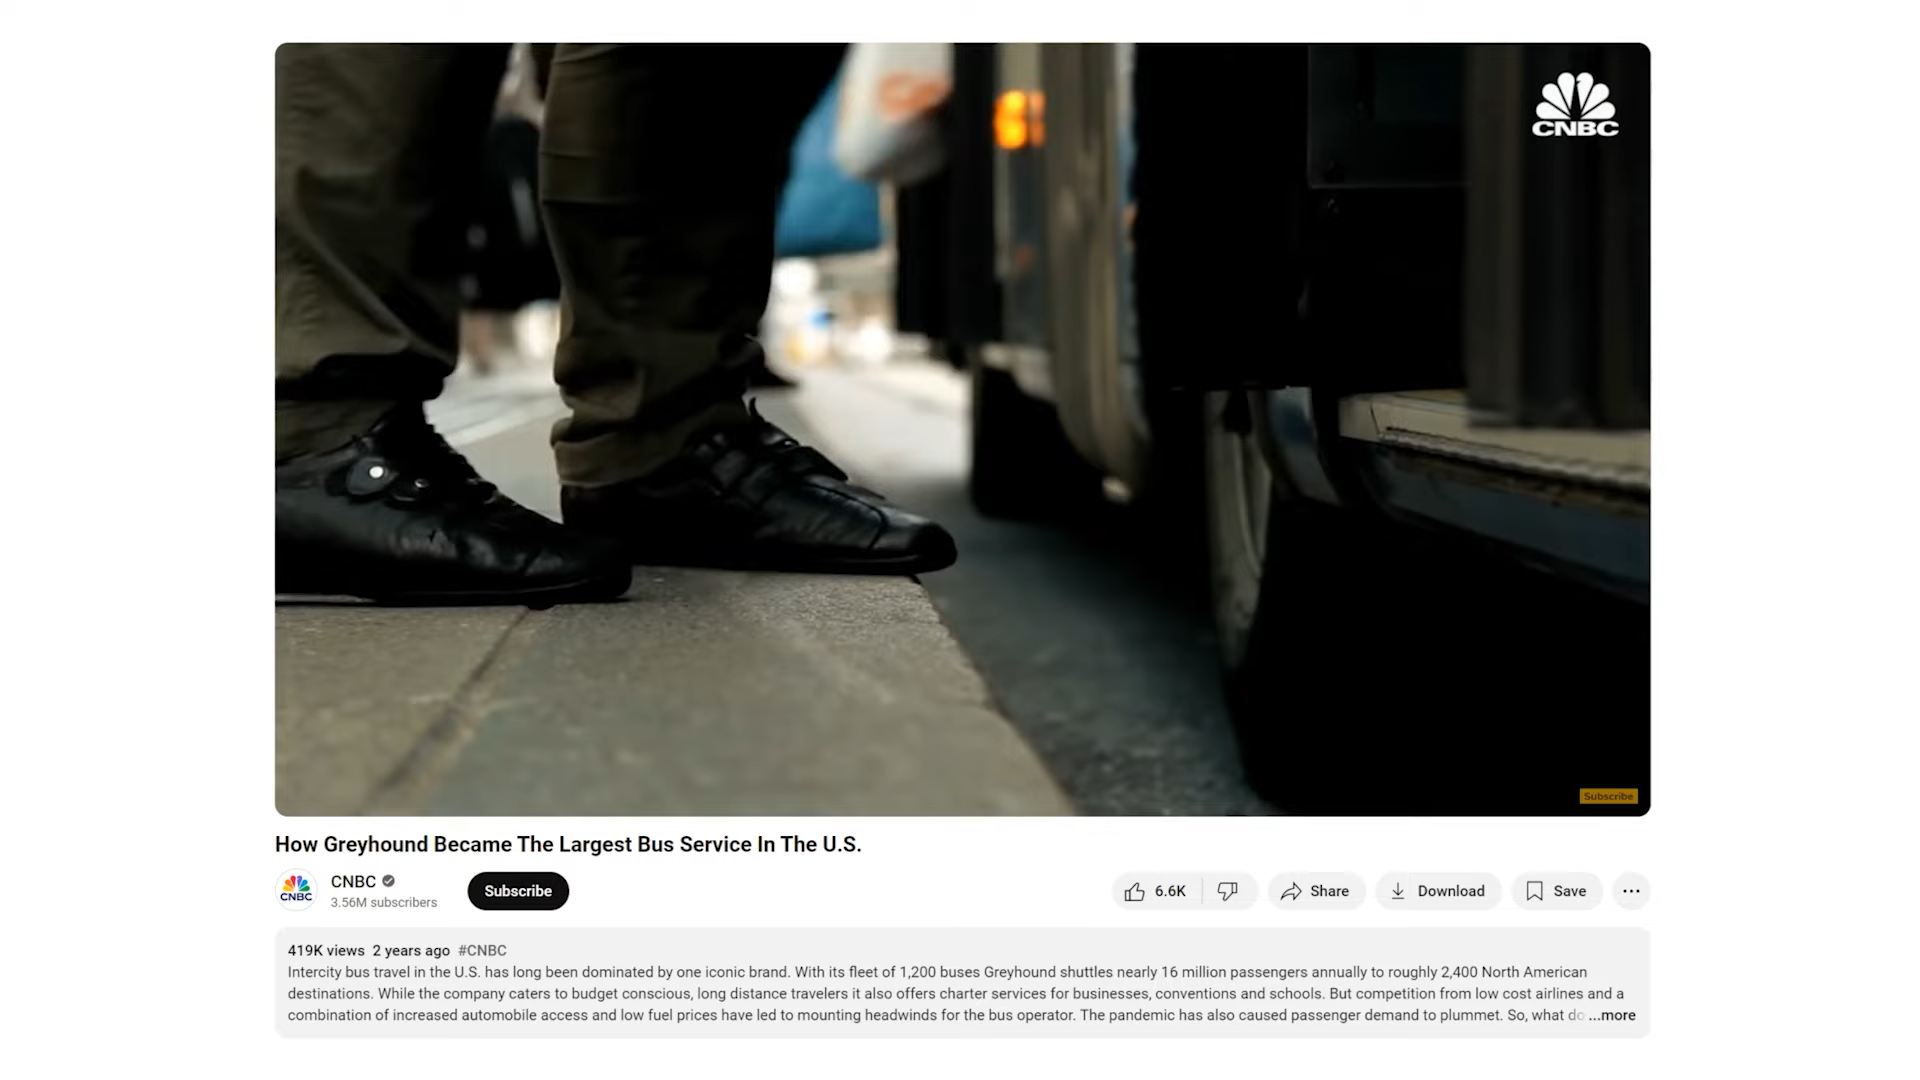 CNBC
Subscribe
How Greyhound Became The Largest Bus Service In The U.S.
CNBC
CNBC
3.56M subscribers
Subscribe
6.6K
Share
Download
Save
419K views 2 years ago #CNBC
Intercity bus travel in the U.S. has long been dominated by one iconic brand. With its fleet of 1,200 buses Greyhound shuttles nearly 16 million passengers annually to roughly 2,400 North American
destinations. While the company caters to budget conscious, long distance travelers it also offers charter services for businesses, conventions and schools. But competition from low cost airlines and a
combination of increased automobile access and low fuel prices have led to mounting headwinds for the bus operator. The pandemic has also caused passenger demand to plummet. So, what do ...more